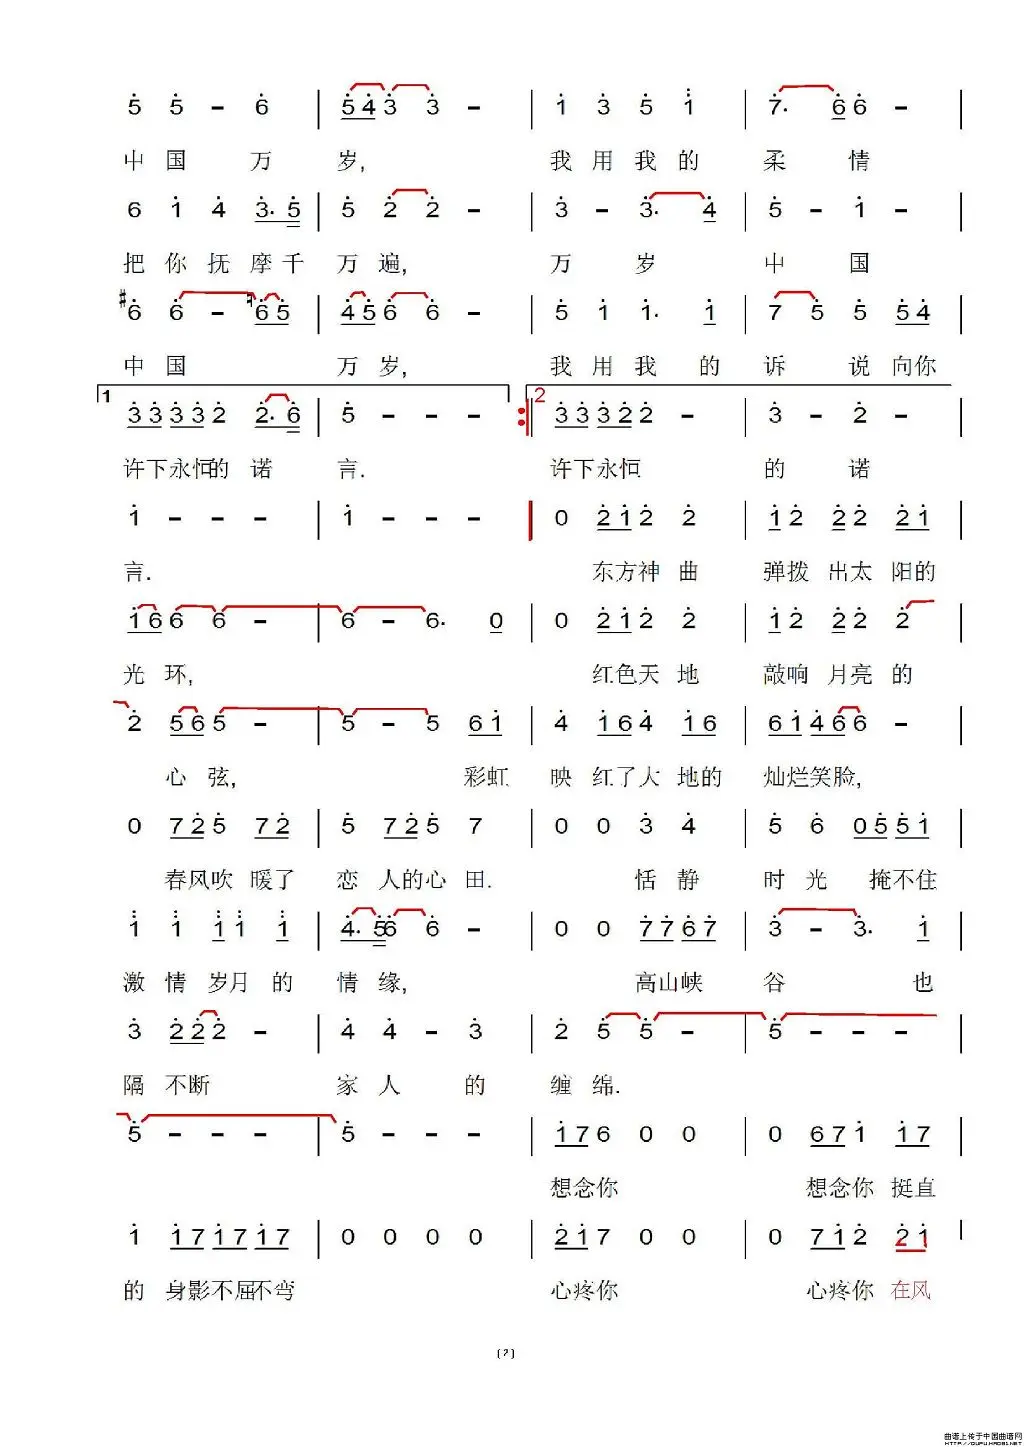 5 5 - 6 | 5 4 3 3 - | 1 3 5 1 | 7. 6 6 - |
中 国 万 岁, 我 用 我 的 柔 情
6 1 4 3. 5 | 5 2 2 - | 3 - 3. 4 | 5 - 1 - |
把 你 抚 摩 千 万 遍, 万 岁 中 国
#6 6 - ♮6 5 | 4 5 6 6 - | 5 1 1. 1 | 7 5 5 5 4 |
中 国 万 岁, 我 用 我 的 诉 说 向你
1 2
3 3 3 3 2 2. 6 | 5 - - - :| 3 3 3 2 2 - | 3 - 2 - |
许下永恒的 诺 言. 许下永恒 的 诺
1 - - - | 1 - - - | 0 2 1 2 2 | 1 2 2 2 2 1 |
言. 东方神 曲 弹拨 出太 阳的
1 6 6 6 - | 6 - 6. 0 | 0 2 1 2 2 | 1 2 2 2 2 |
光 环, 红色天 地 敲响 月亮 的
2 5 6 5 - | 5 - 5 6 1 | 4 1 6 4 1 6 | 6 1 4 6 6 - |
心 弦, 彩虹 映 红了大 地的 灿烂笑脸,
0 7 2 5 7 2 | 5 7 2 5 7 | 0 0 3 4 | 5 6 0 5 5 1 |
春风吹 暖了 恋 人的心 田. 恬 静 时 光 掩不住
1 1 1 1 1 | 4. 5 6 6 - | 0 0 7 7 6 7 | 3 - 3. 1 |
激 情 岁月 的 情 缘, 高山峡 谷 也
3 2 2 2 - | 4 4 - 3 | 2 5 5 - | 5 - - - |
隔 不断 家 人 的 缠 绵.
5 - - - | 5 - - - | 1 7 6 0 0 | 0 6 7 1 1 7 |
想念你 想念你 挺直
1 1 7 1 7 1 7 | 0 0 0 0 | 2 1 7 0 0 | 0 7 1 2 2 1 |
的 身影不屈不弯 心疼你 心疼你 在风
(2)
曲谱上传于中国曲谱网
HTTP://QUPU.HAO81.NET